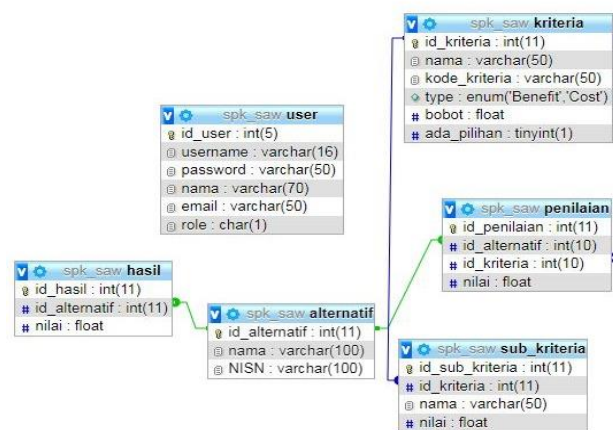 spk_saw kriteria
id_kriteria : int(11)
nama : varchar(50)
kode_kriteria : varchar(50)
type : enum('Benefit','Cost')
# bobot : float
# ada_pilihan : tinyint(1)
spk_saw user
id_user : int(5)
username : varchar(16)
password : varchar(50)
nama : varchar(70)
email : varchar(50)
role : char(1)
spk_saw penilaian
id_penilaian : int(11)
# id_alternatif : int(10)
# id_kriteria : int(10)
# nilai : float
spk_saw hasil
id_hasil : int(11)
# id_alternatif : int(11)
# nilai : float
spk_saw alternatif
id_alternatif : int(11)
nama : varchar(100)
NISN : varchar(100)
spk_saw sub_kriteria
id_sub_kriteria : int(11)
# id_kriteria : int(11)
nama : varchar(50)
# nilai : float